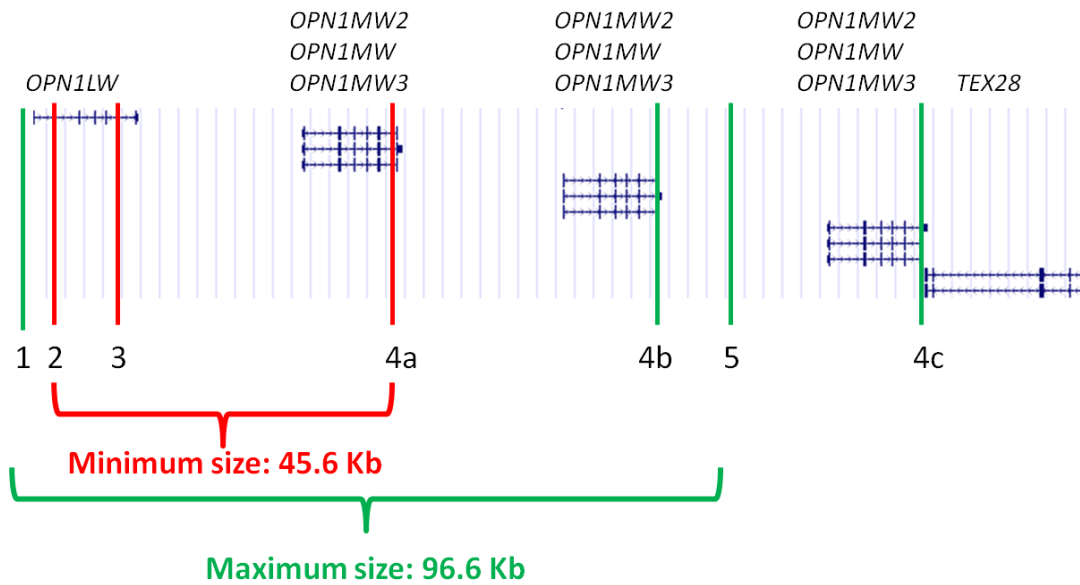 OPN1MW2 OPN1MW2 OPN1MW2
OPN1MW OPN1MW OPN1MW
OPN1LW OPN1MW3 OPN1MW3 OPN1MW3 TEX28
1 2 3 4a 4b 5 4c
Minimum size: 45.6 Kb
Maximum size: 96.6 Kb